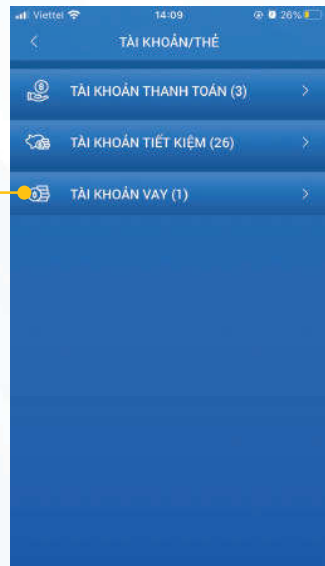 Viettel 14:09 26%
TÀI KHOẢN/THẺ
TÀI KHOẢN THANH TOÁN (3)
TÀI KHOẢN TIẾT KIỆM (26)
TÀI KHOẢN VAY (1)